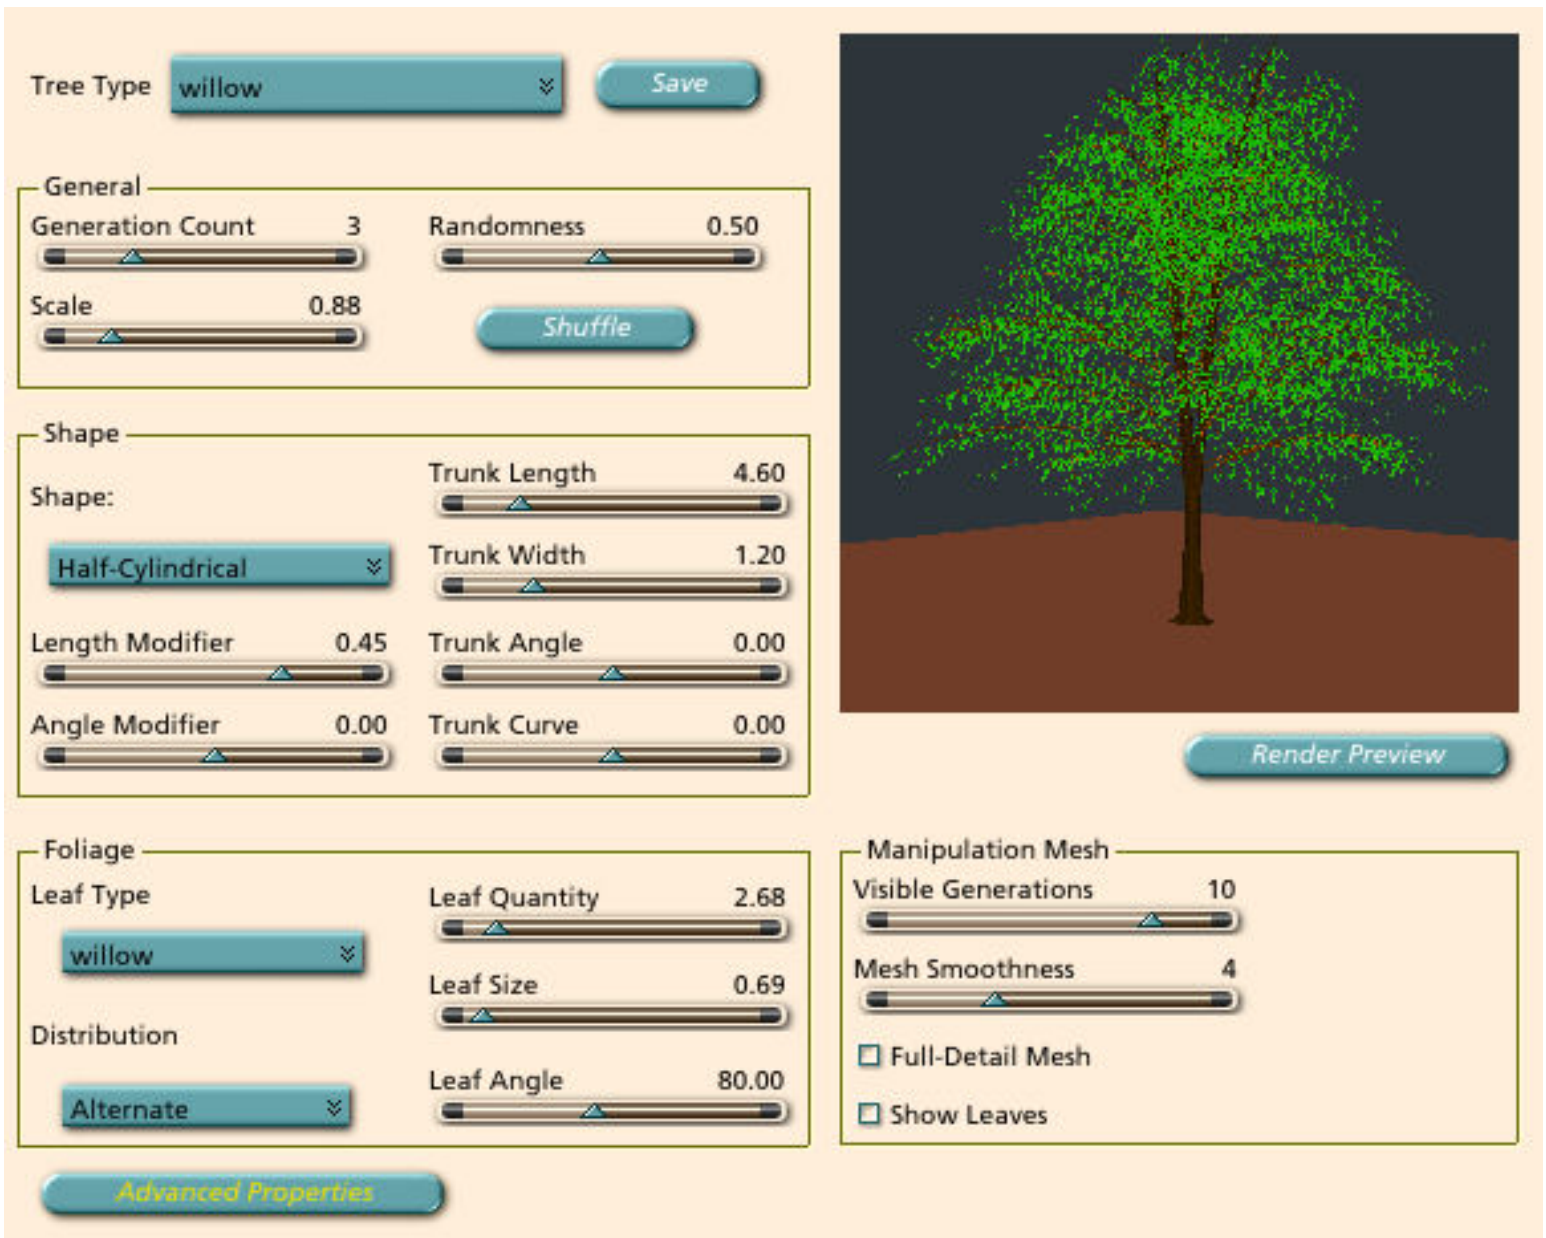 Tree Type
willow
Save
General
Generation Count 3
Randomness 0.50
Scale 0.88
Shuffle
Shape
Shape:
Half-Cylindrical
Length Modifier 0.45
Angle Modifier 0.00
Trunk Length 4.60
Trunk Width 1.20
Trunk Angle 0.00
Trunk Curve 0.00
Render Preview
Foliage
Leaf Type
willow
Distribution
Alternate
Leaf Quantity 2.68
Leaf Size 0.69
Leaf Angle 80.00
Manipulation Mesh
Visible Generations 10
Mesh Smoothness 4
Full-Detail Mesh
Show Leaves
Advanced Properties